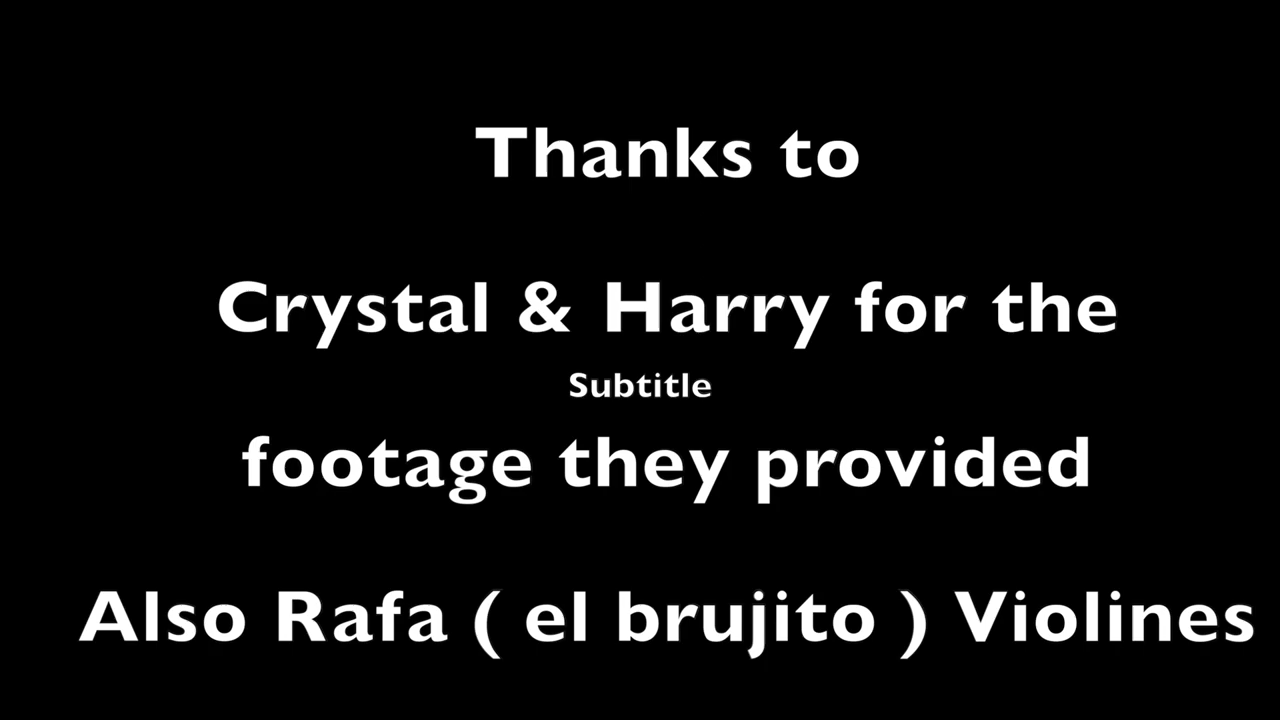 Thanks to
Crystal & Harry for the
Subtitle
footage they provided
Also Rafa ( el brujito ) Violines